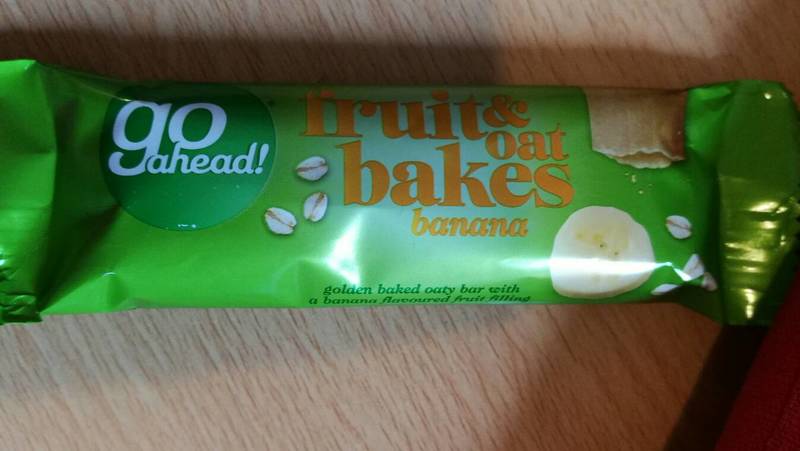 go
ahead!
fruit &
oat
bakes
banana
golden baked oaty bar with
a banana flavoured fruit filling